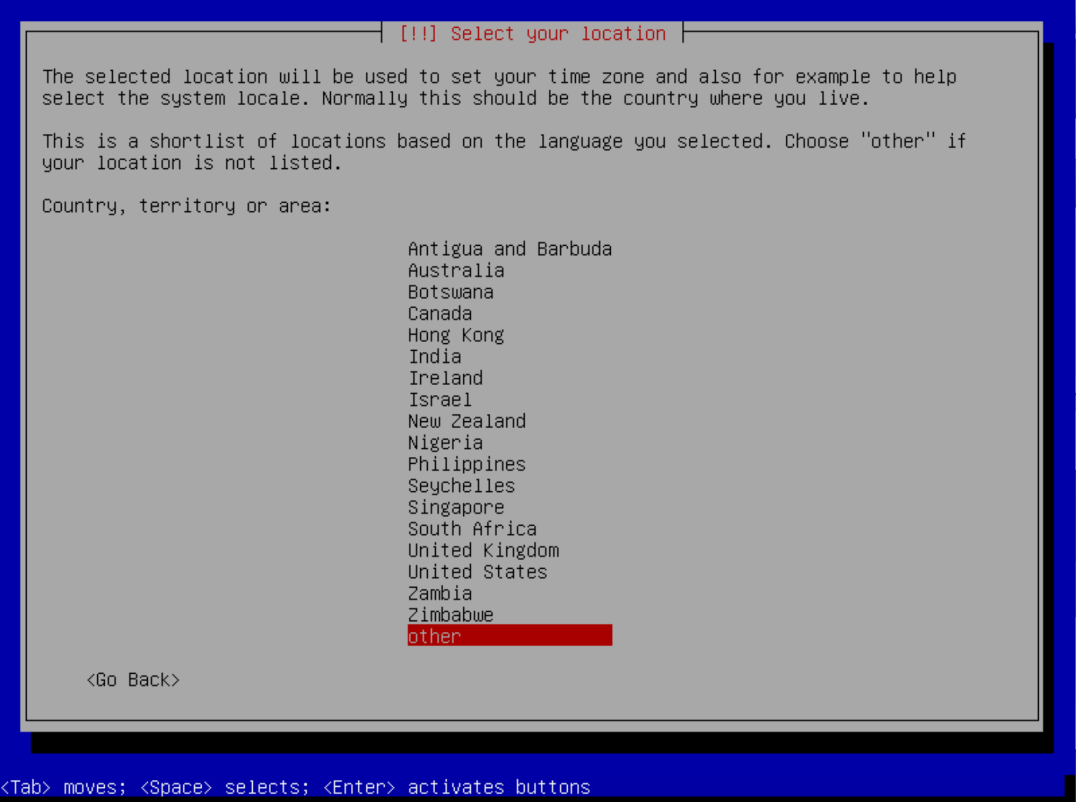 [!!] Select your location
The selected location will be used to set your time zone and also for example to help
select the system locale. Normally this should be the country where you live.
This is a shortlist of locations based on the language you selected. Choose "other" if
your location is not listed.
Country, territory or area:
Antigua and Barbuda
Australia
Botswana
Canada
Hong Kong
India
Ireland
Israel
New Zealand
Nigeria
Philippines
Seychelles
Singapore
South Africa
United Kingdom
United States
Zambia
Zimbabwe
other
<Go Back>
<Tab> moves; <Space> selects; <Enter> activates buttons